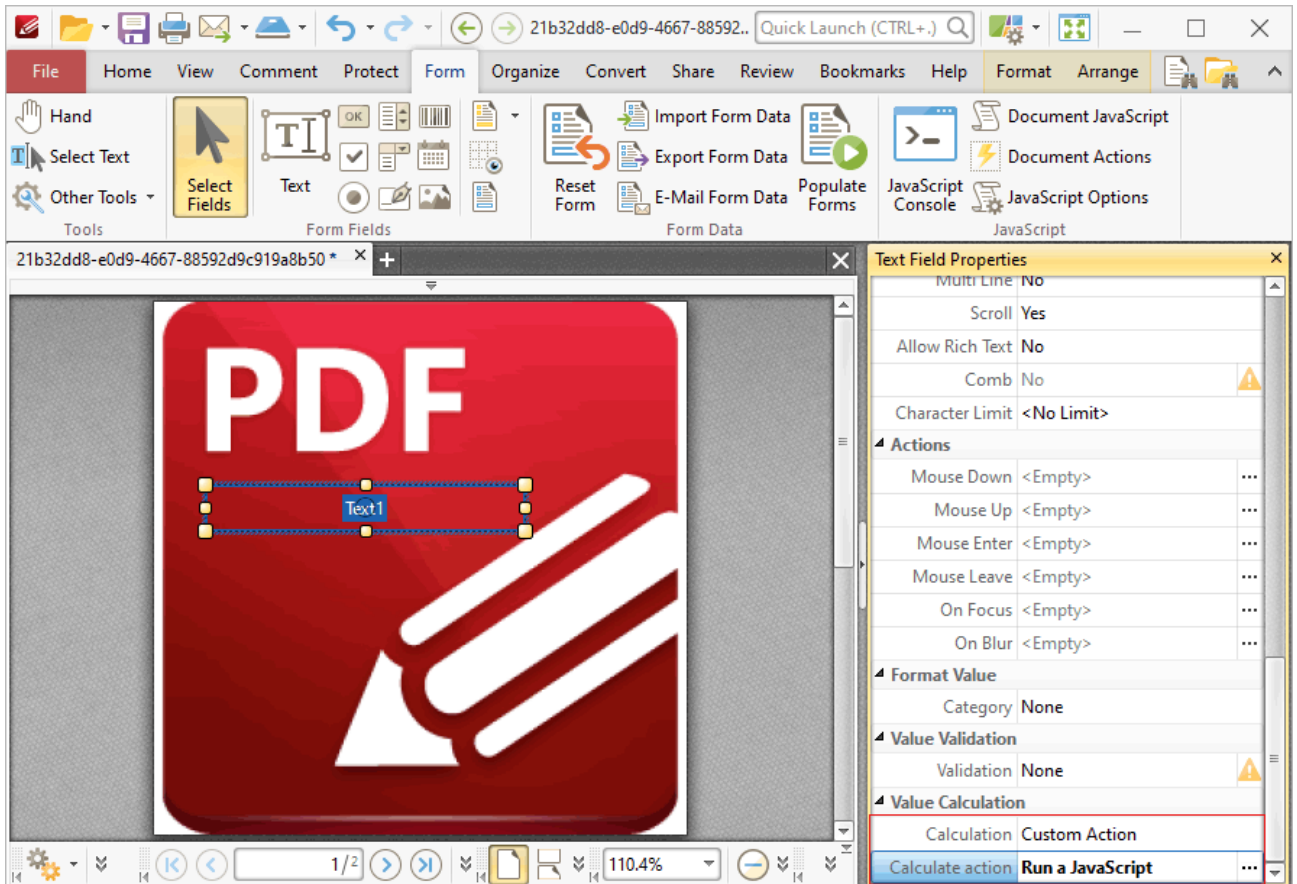 21b32dd8-e0d9-4667-88592.. Quick Launch (CTRL+.)
File Home View Comment Protect Form Organize Convert Share Review Bookmarks Help Format Arrange
Hand
Select Text
Other Tools
Tools
Select Fields
Text
OK
Form Fields
Reset Form
Import Form Data
Export Form Data
E-Mail Form Data
Populate Forms
Form Data
JavaScript Console
Document JavaScript
Document Actions
JavaScript Options
JavaScript
21b32dd8-e0d9-4667-88592d9c919a8b50 *
PDF
Text1
1/2
110.4%
Text Field Properties
Multi Line No
Scroll Yes
Allow Rich Text No
Comb No
Character Limit <No Limit>
Actions
Mouse Down <Empty>
Mouse Up <Empty>
Mouse Enter <Empty>
Mouse Leave <Empty>
On Focus <Empty>
On Blur <Empty>
Format Value
Category None
Value Validation
Validation None
Value Calculation
Calculation Custom Action
Calculate action Run a JavaScript